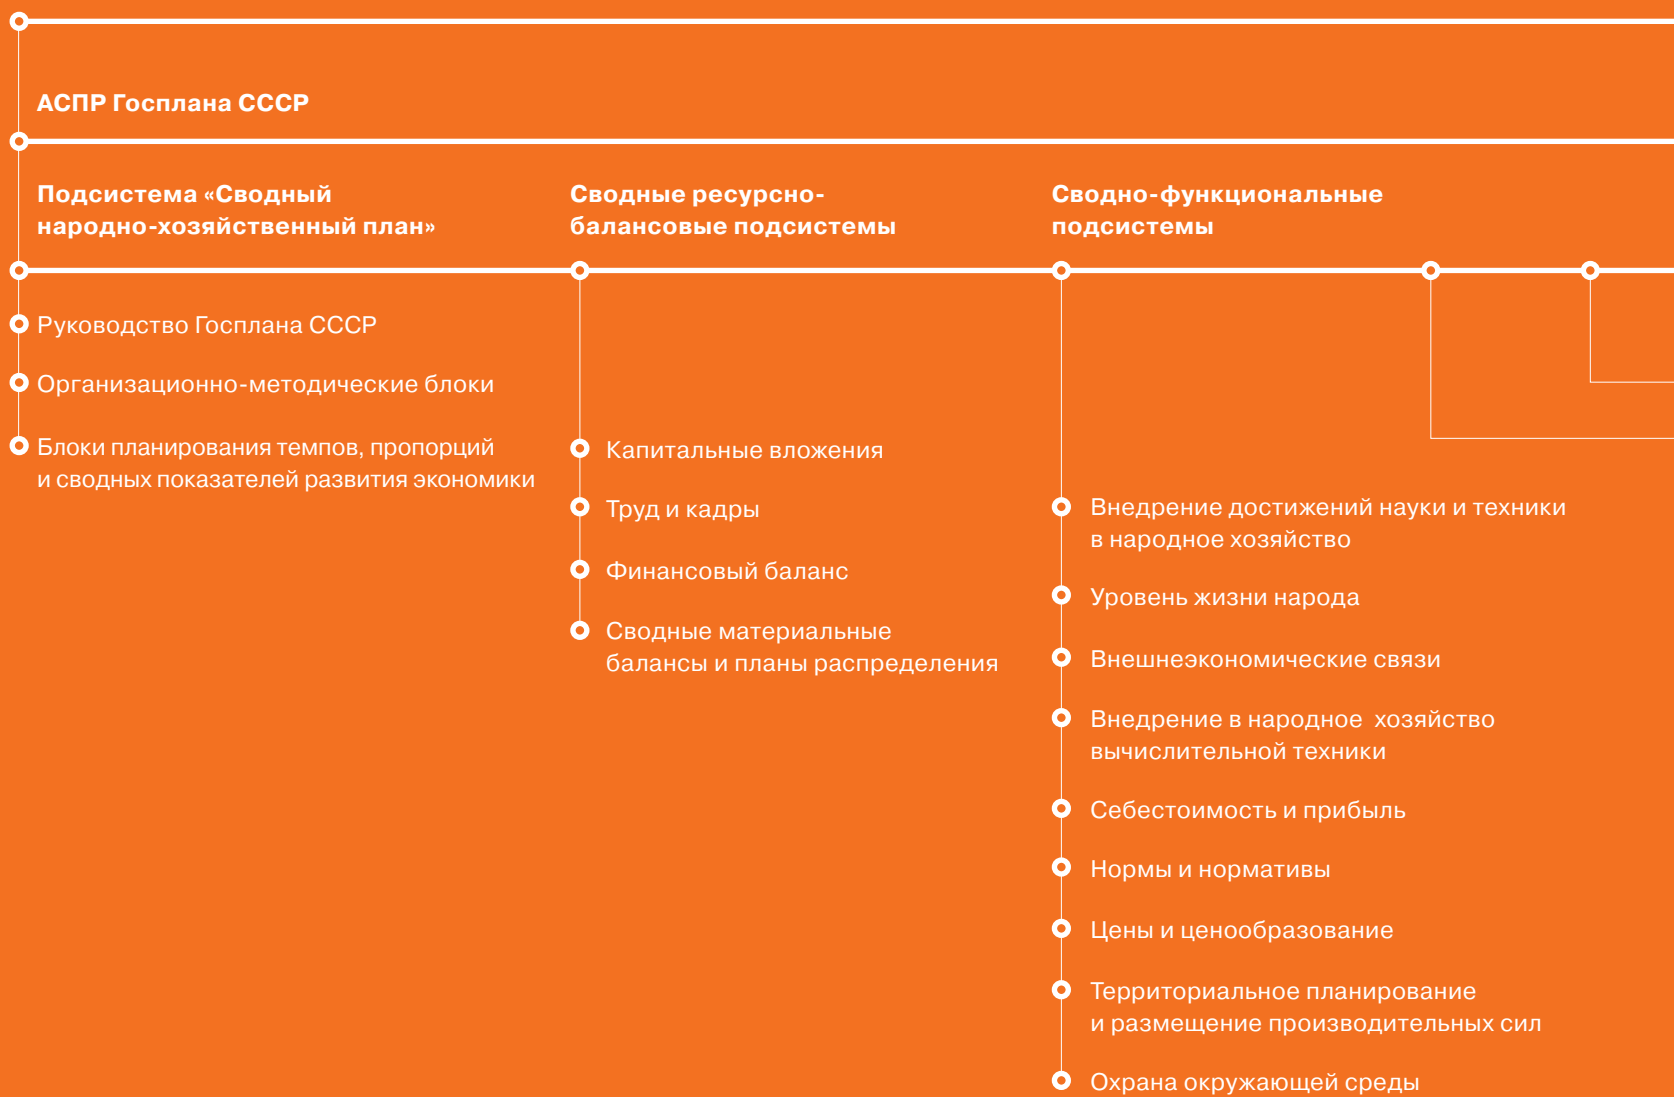 АСПР Госплана СССР
Подсистема «Сводный
народно-хозяйственный план»
Руководство Госплана СССР
Организационно-методические блоки
Блоки планирования темпов, пропорций
и сводных показателей развития экономики
Сводные ресурсно-
балансовые подсистемы
Капитальные вложения
Труд и кадры
Финансовый баланс
Сводные материальные
балансы и планы распределения
Сводно-функциональные
подсистемы
Внедрение достижений науки и техники
в народное хозяйство
Уровень жизни народа
Внешнеэкономические связи
Внедрение в народное хозяйство
вычислительной техники
Себестоимость и прибыль
Нормы и нормативы
Цены и ценообразование
Территориальное планирование
и размещение производительных сил
Охрана окружающей среды